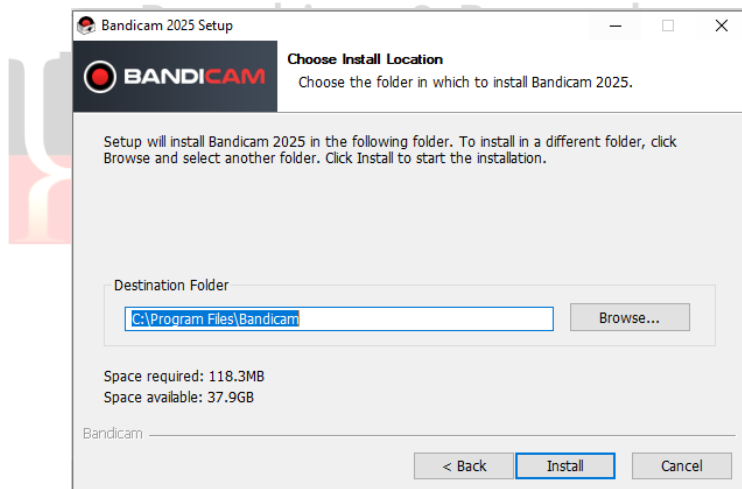 Bandicam 2025 Setup
BANDICAM
Choose Install Location
Choose the folder in which to install Bandicam 2025.
Setup will install Bandicam 2025 in the following folder. To install in a different folder, click
Browse and select another folder. Click Install to start the installation.
Destination Folder
C:\Program Files\Bandicam
Browse...
Space required: 118.3MB
Space available: 37.9GB
Bandicam
< Back
Install
Cancel